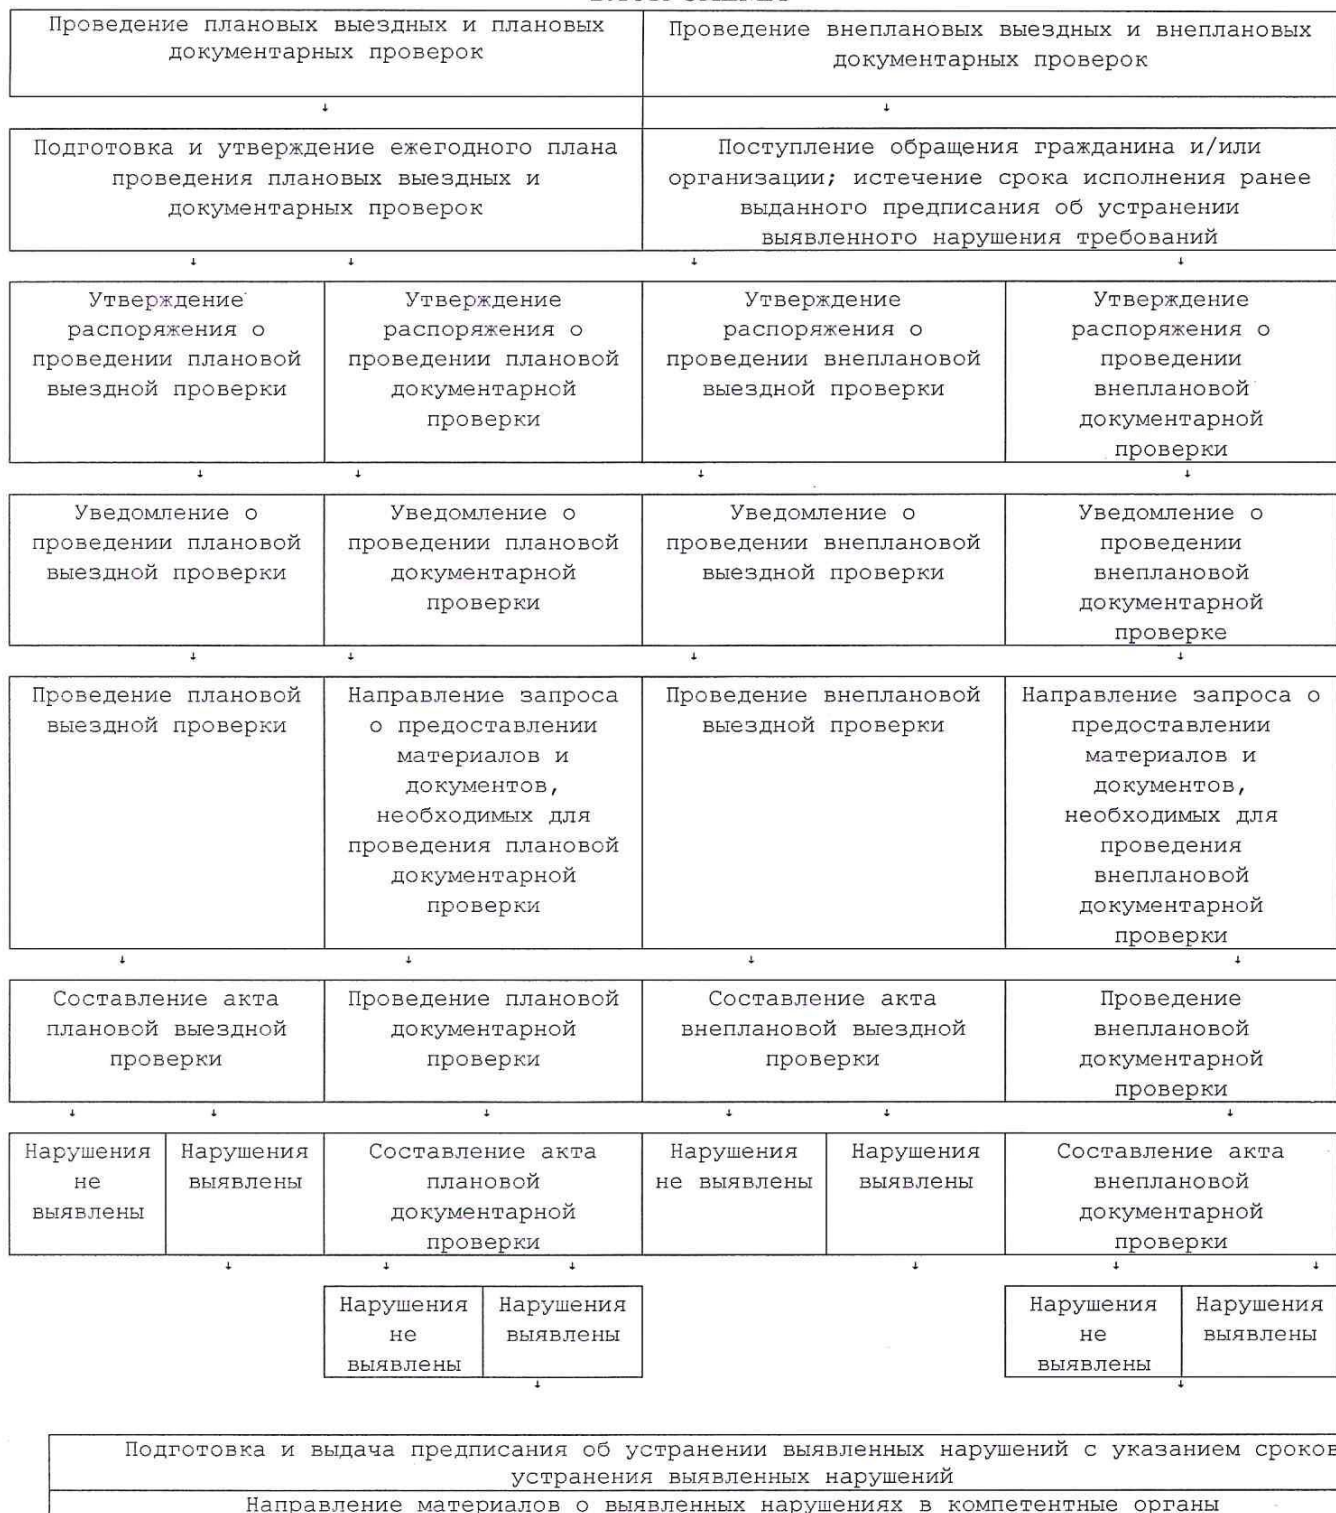 Проведение плановых выездных и плановых
документарных проверок
Проведение внеплановых выездных и внеплановых
документарных проверок
↓ ↓
Подготовка и утверждение ежегодного плана
проведения плановых выездных и
документарных проверок
Поступление обращения гражданина и/или
организации; истечение срока исполнения ранее
выданного предписания об устранении
выявленного нарушения требований
↓ ↓ ↓ ↓
Утверждение
распоряжения о
проведении плановой
выездной проверки
Утверждение
распоряжения о
проведении плановой
документарной
проверки
Утверждение
распоряжения о
проведении внеплановой
выездной проверки
Утверждение
распоряжения о
проведении
внеплановой
документарной
проверки
↓ ↓ ↓ ↓
Уведомление о
проведении плановой
выездной проверки
Уведомление о
проведении плановой
документарной
проверки
Уведомление о
проведении внеплановой
выездной проверки
Уведомление о
проведении
внеплановой
документарной
проверке
↓ ↓ ↓ ↓
Проведение плановой
выездной проверки
Направление запроса
о предоставлении
материалов и
документов,
необходимых для
проведения плановой
документарной
проверки
Проведение внеплановой
выездной проверки
Направление запроса о
предоставлении
материалов и
документов,
необходимых для
проведения
внеплановой
документарной
проверки
↓ ↓ ↓ ↓
Составление акта
плановой выездной
проверки
Проведение плановой
документарной
проверки
Составление акта
внеплановой выездной
проверки
Проведение
внеплановой
документарной
проверки
↓ ↓ ↓ ↓ ↓ ↓
Нарушения
не
выявлены
Нарушения
выявлены
Составление акта
плановой
документарной
проверки
Нарушения
не выявлены
Нарушения
выявлены
Составление акта
внеплановой
документарной
проверки
↓ ↓ ↓ ↓ ↓ ↓
Нарушения
не
выявлены
Нарушения
выявлены
Нарушения
не
выявлены
Нарушения
выявлены
↓ ↓
Подготовка и выдача предписания об устранении выявленных нарушений с указанием сроков
устранения выявленных нарушений
Направление материалов о выявленных нарушениях в компетентные органы